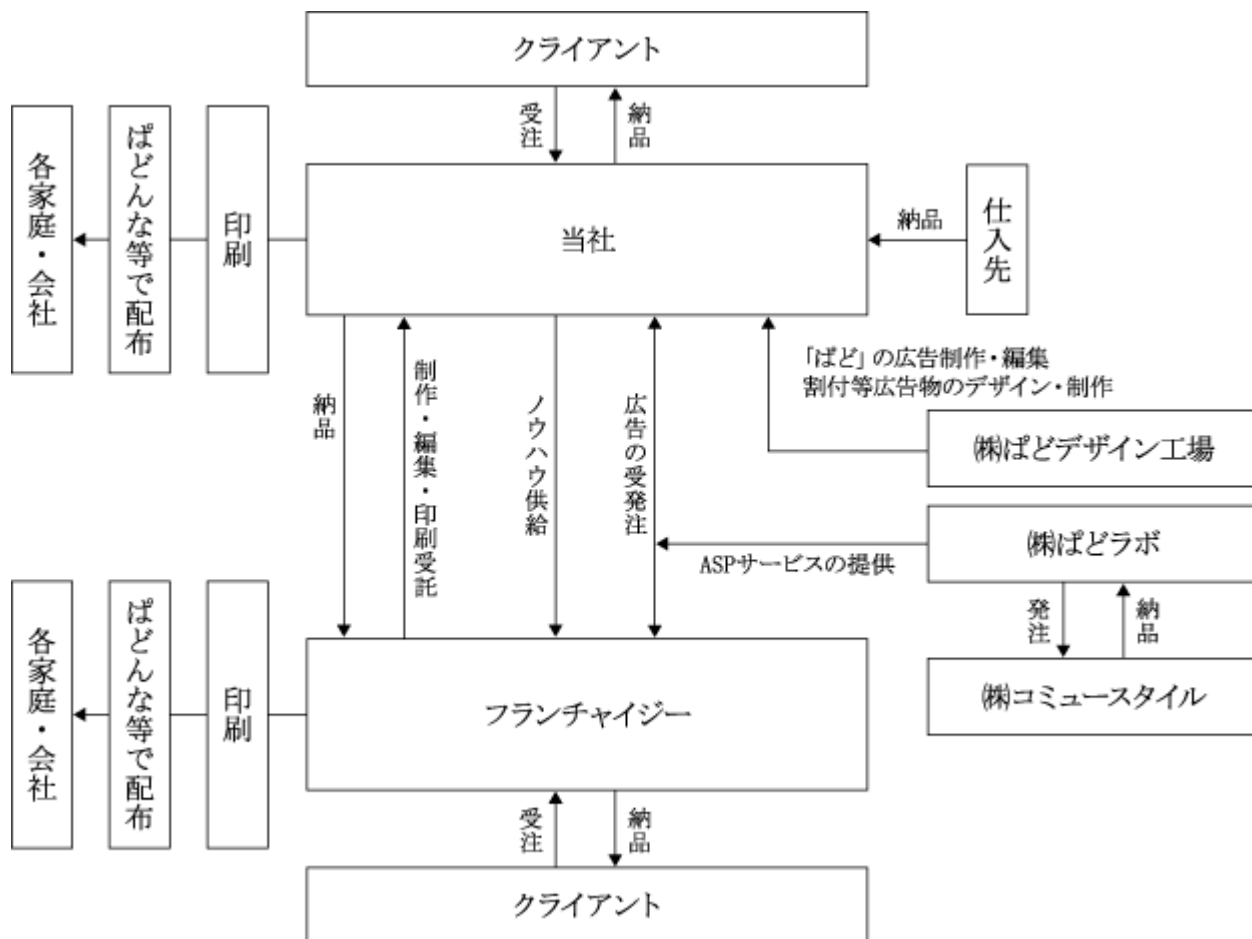 クライアント
受注
納品
当社
納品
仕入先
印刷
ぱどんな等で配布
各家庭・会社
納品
制作・編集・印刷受託
ノウハウ供給
広告の受発注
「ぱど」の広告制作・編集
割付等広告物のデザイン・制作
㈱ぱどデザイン工場
㈱ぱどラボ
ASPサービスの提供
発注
納品
㈱コミュースタイル
フランチャイジー
印刷
ぱどんな等で配布
各家庭・会社
受注
納品
クライアント